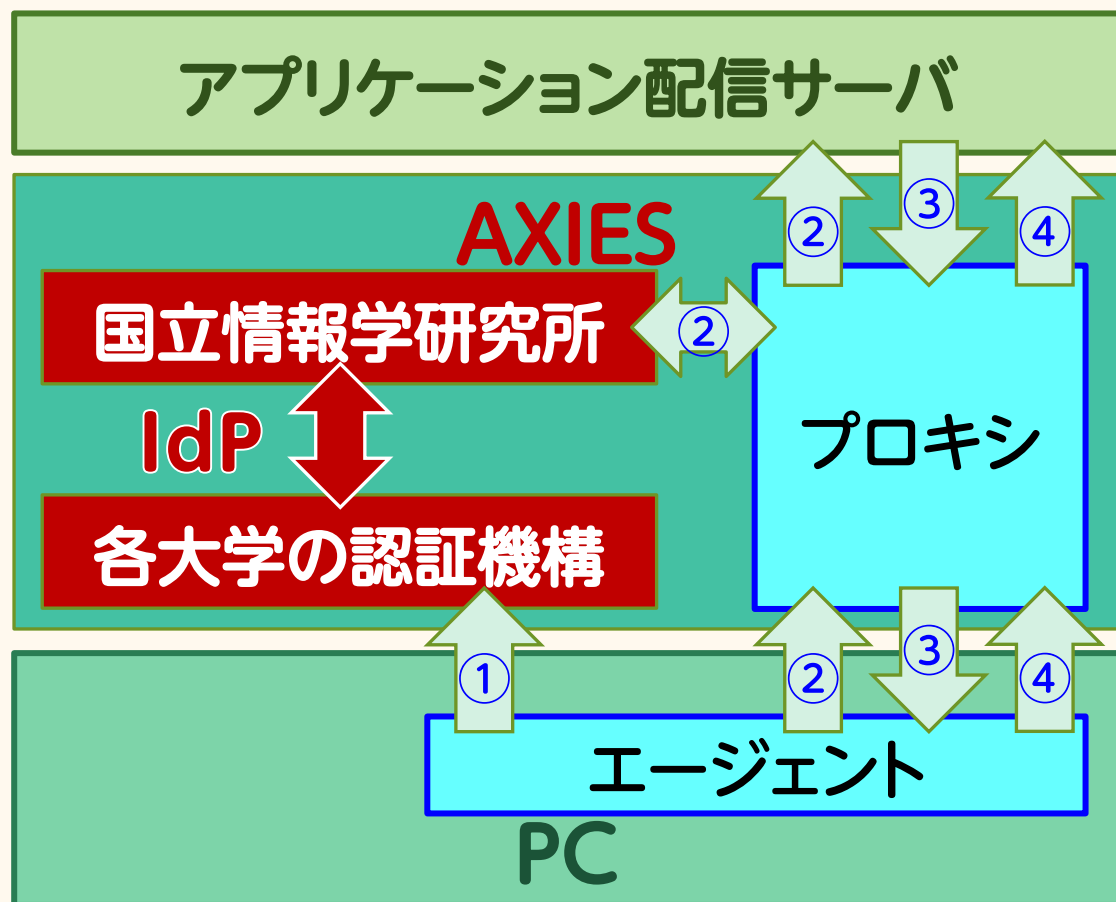 アプリケーション配信サーバ
② ③ ④
AXIES
国立情報学研究所
②
IdP
プロキシ
各大学の認証機構
① ② ③ ④
エージェント
PC